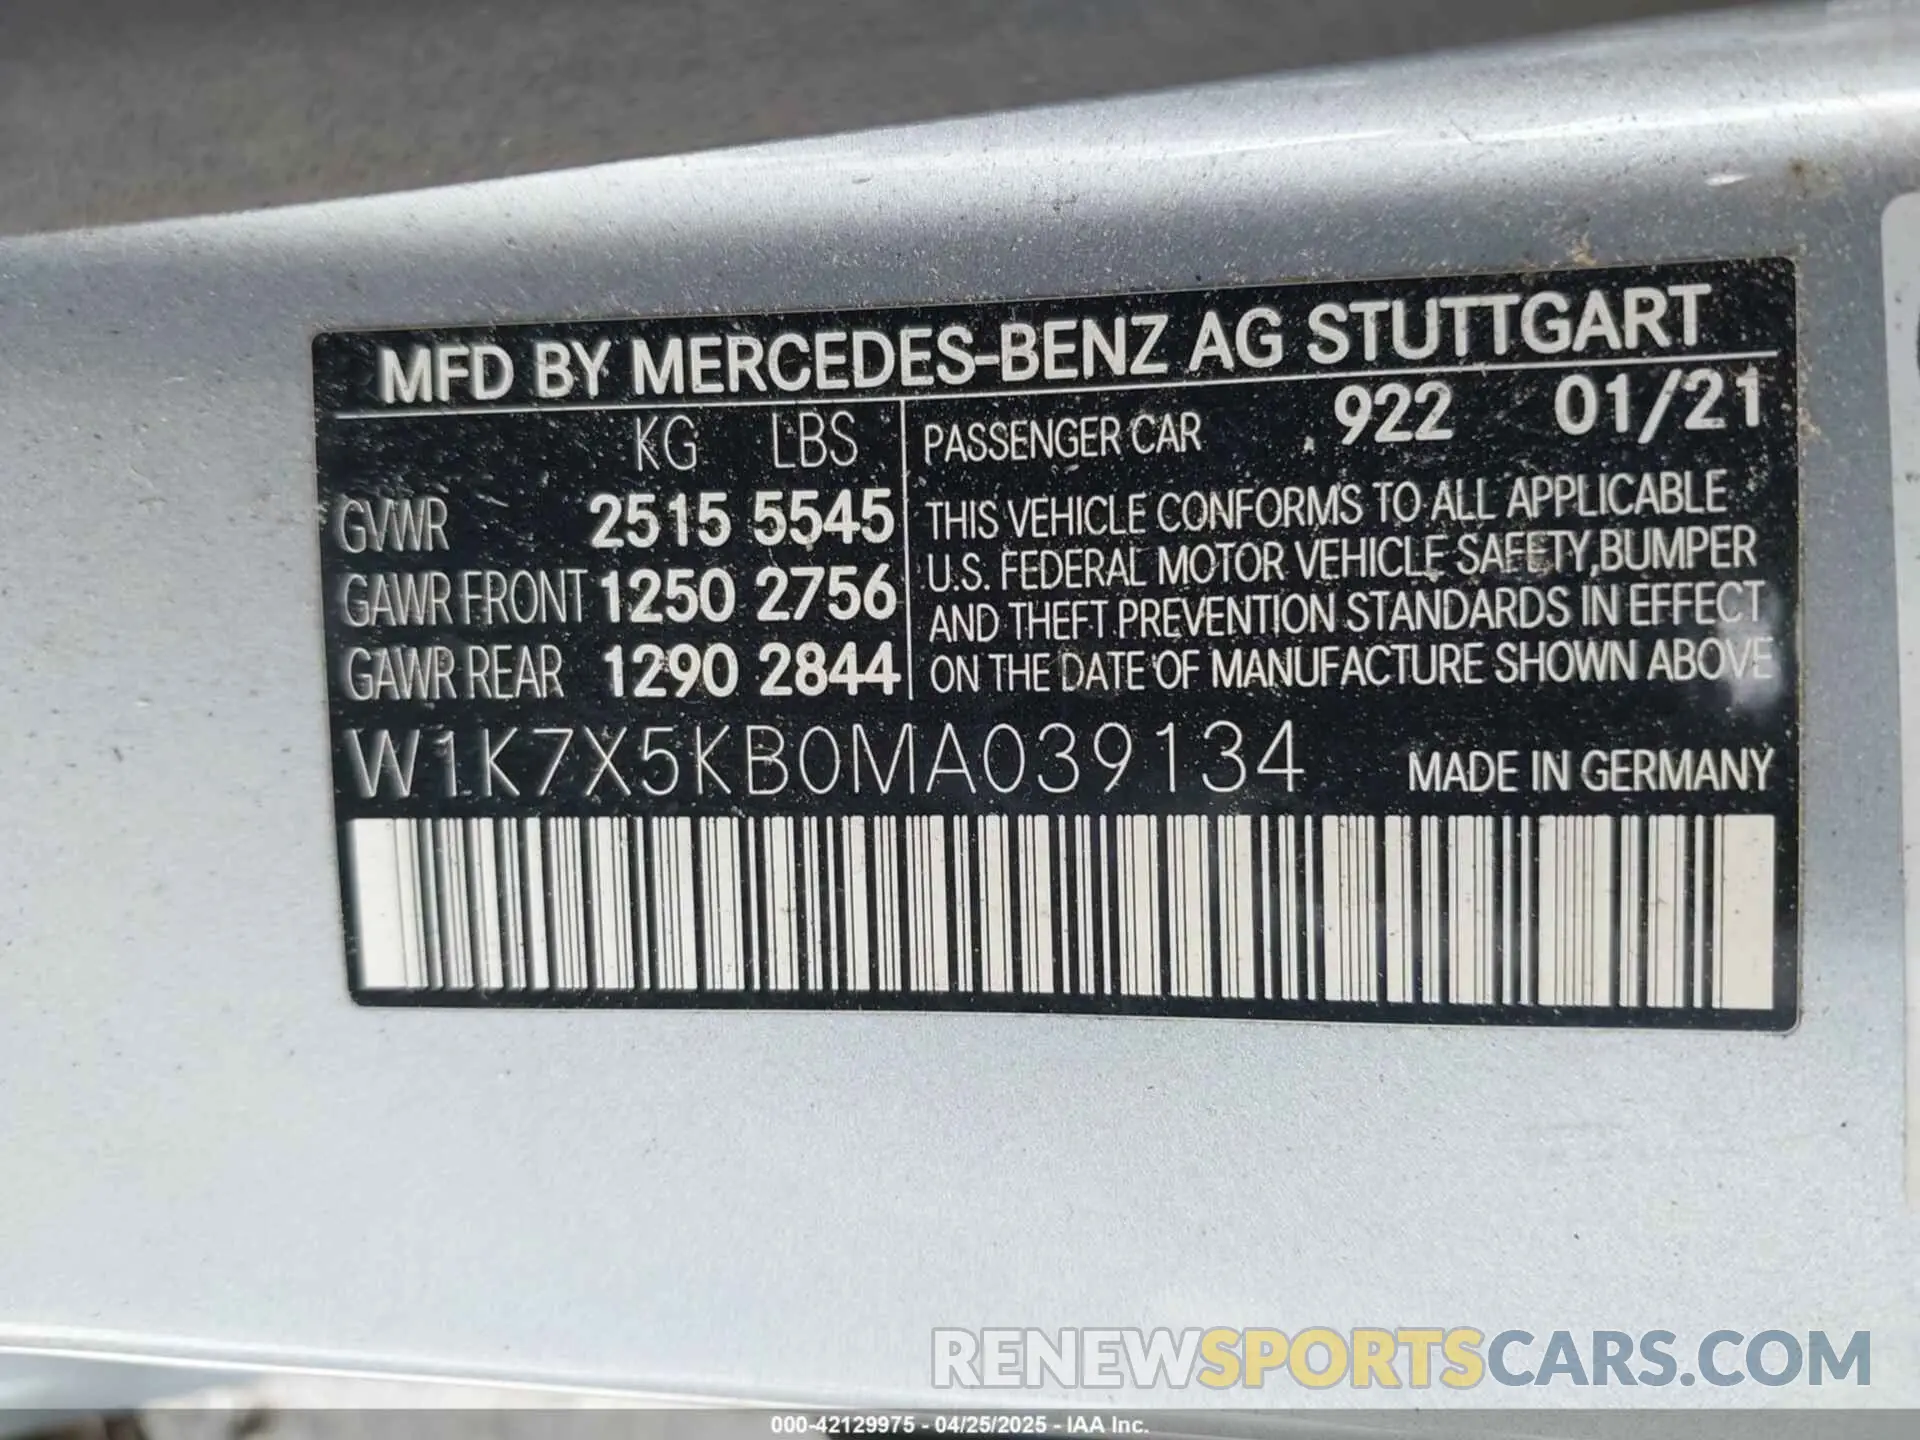 MFD BY MERCEDES-BENZ AG STUTTGART
KG LBS
GVWR 2515 5545
GAWR FRONT 1250 2756
GAWR REAR 1290 2844
PASSENGER CAR 922 01/21
THIS VEHICLE CONFORMS TO ALL APPLICABLE
U.S. FEDERAL MOTOR VEHICLE SAFETY, BUMPER
AND THEFT PREVENTION STANDARDS IN EFFECT
ON THE DATE OF MANUFACTURE SHOWN ABOVE
W1K7X5KB0MA039134 MADE IN GERMANY
RENEWSPORTSCARS.COM
000-42129975 - 04/25/2025 - IAA Inc.